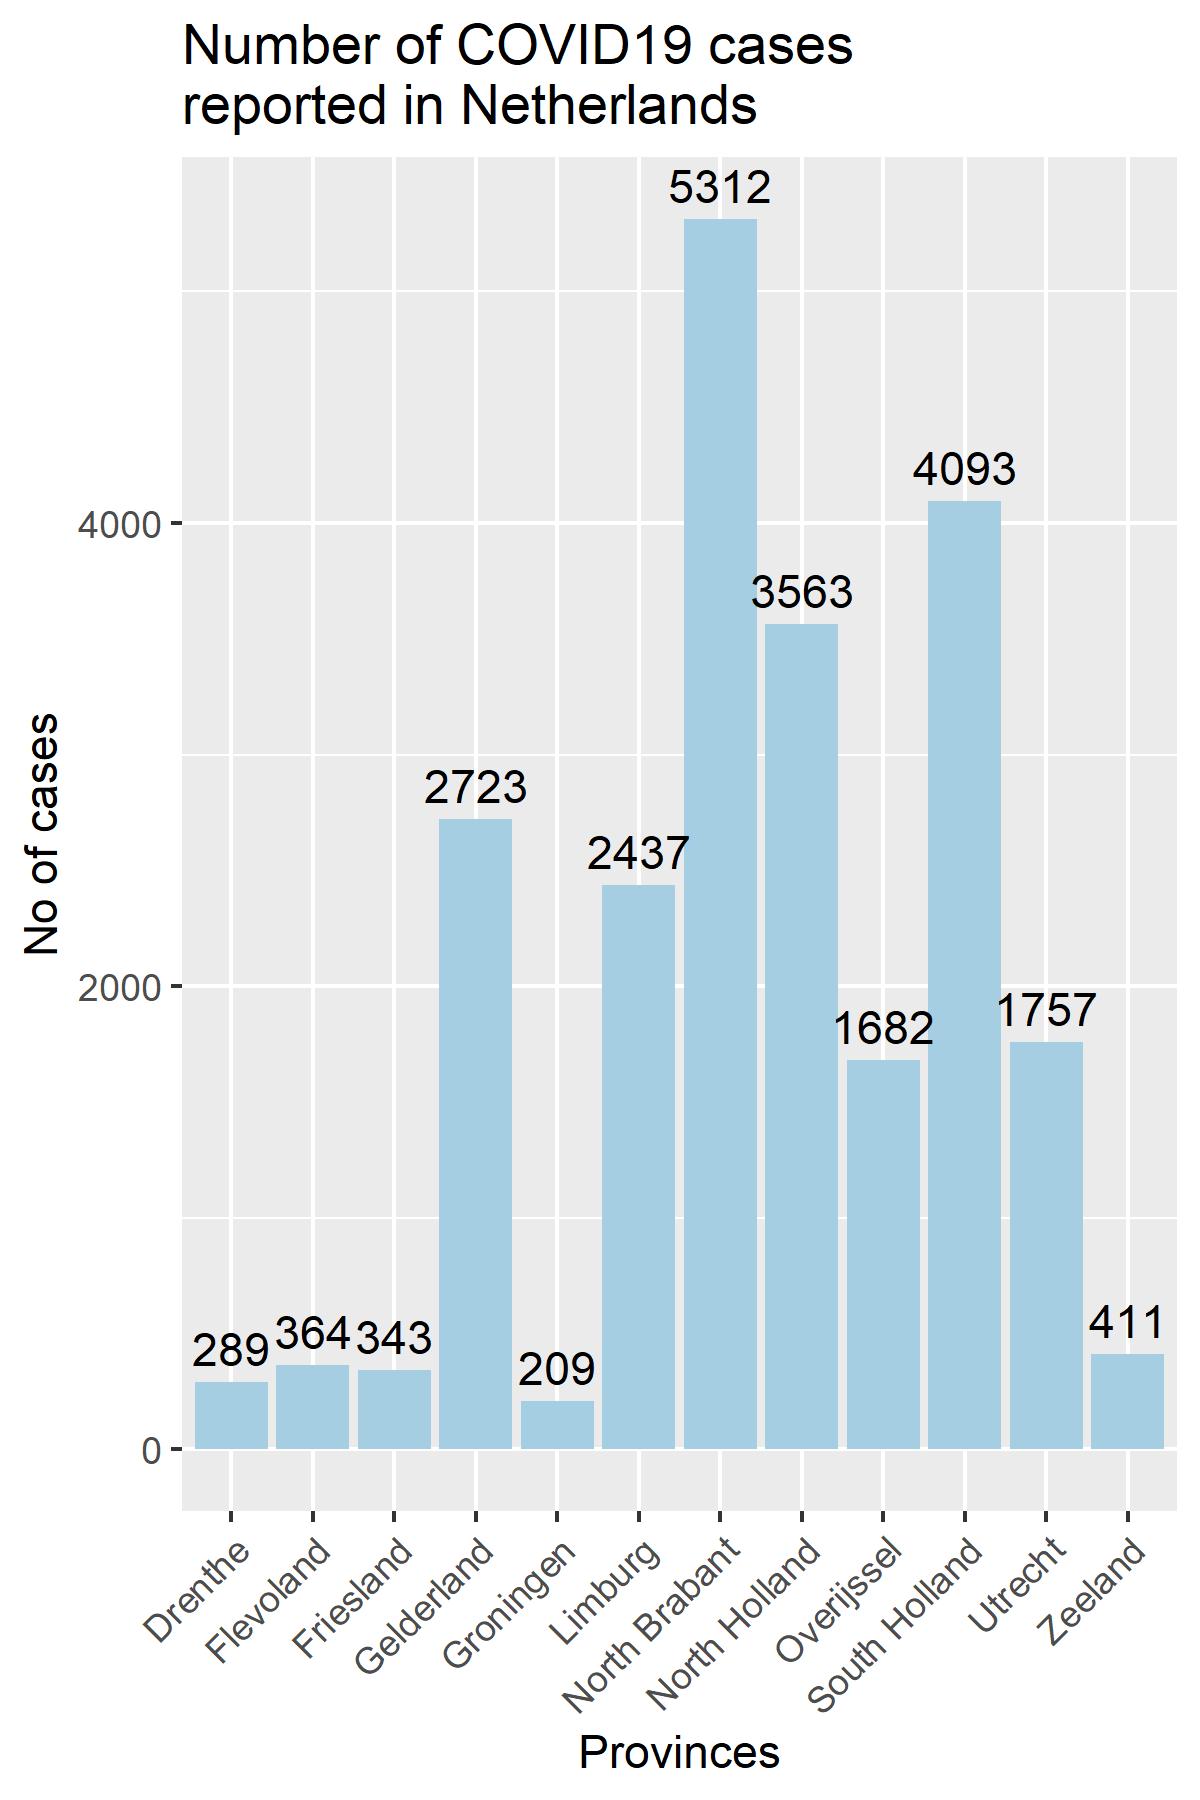 Number of COVID19 cases
reported in Netherlands
5312
4093
3563
2723
2437
1757
1682
411
364
343
289
209
No of cases
4000
2000
0
Drenthe
Flevoland
Friesland
Gelderland
Groningen
Limburg
North Brabant
North Holland
Overijssel
South Holland
Utrecht
Zeeland
Provinces